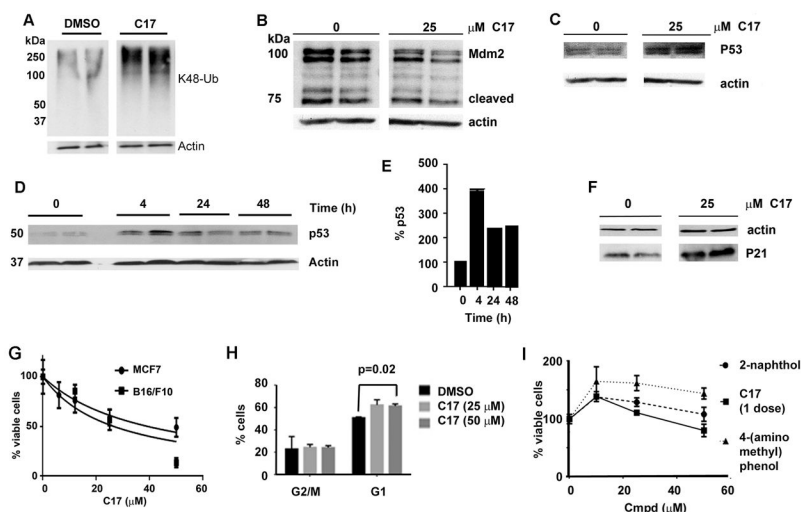 A
DMSO C17
kDa
250
100
50
37
K48-Ub
Actin
B
0 25 µM C17
100
75
Mdm2
cleaved
actin
C
0 25 µM C17
P53
actin
D
0 4 24 48 Time (h)
50 p53
37 Actin
E
% p53
500
400
300
200
100
0
0 4 24 48
Time (h)
F
0 25 µM C17
actin
P21
G
% viable cells
100
50
0
0 20 40 60
C17 (µM)
MCF7
B16/F10
H
% cells
80
60
40
20
0
G2/M G1
p=0.02
DMSO
C17 (25 µM)
C17 (50 µM)
I
% viable cells
200
150
100
50
0
0 20 40 60
Cmpd (µM)
2-naphthol
C17
(1 dose)
4-(amino
methyl)
phenol